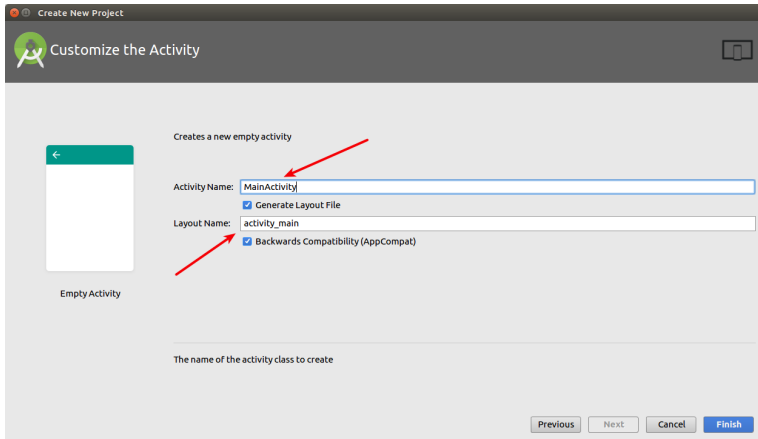 Create New Project
Customize the Activity
Creates a new empty activity
Activity Name: MainActivity
Generate Layout File
Layout Name: activity_main
Backwards Compatibility (AppCompat)
Empty Activity
The name of the activity class to create
Previous Next Cancel Finish